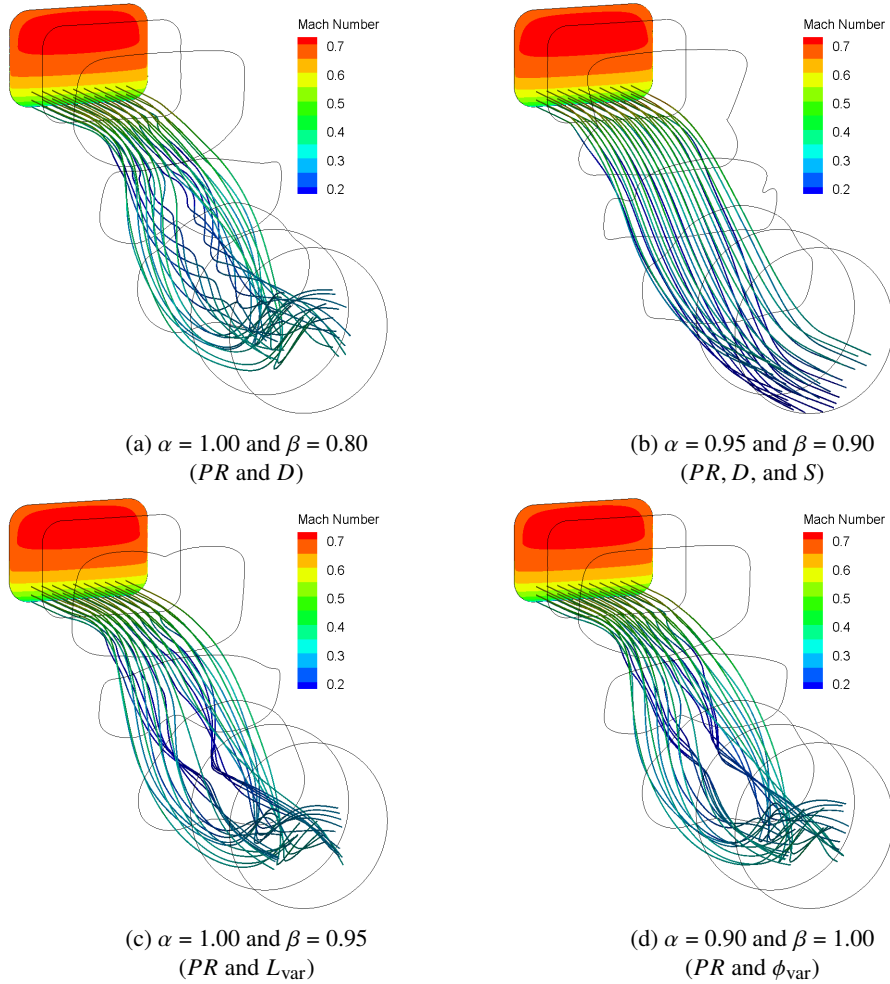 Mach Number
0.7
0.6
0.5
0.4
0.3
0.2
(a) α = 1.00 and β = 0.80
(PR and D)
Mach Number
0.7
0.6
0.5
0.4
0.3
0.2
(b) α = 0.95 and β = 0.90
(PR, D, and S)
Mach Number
0.7
0.6
0.5
0.4
0.3
0.2
(c) α = 1.00 and β = 0.95
(PR and Lvar)
Mach Number
0.7
0.6
0.5
0.4
0.3
0.2
(d) α = 0.90 and β = 1.00
(PR and ϕvar)